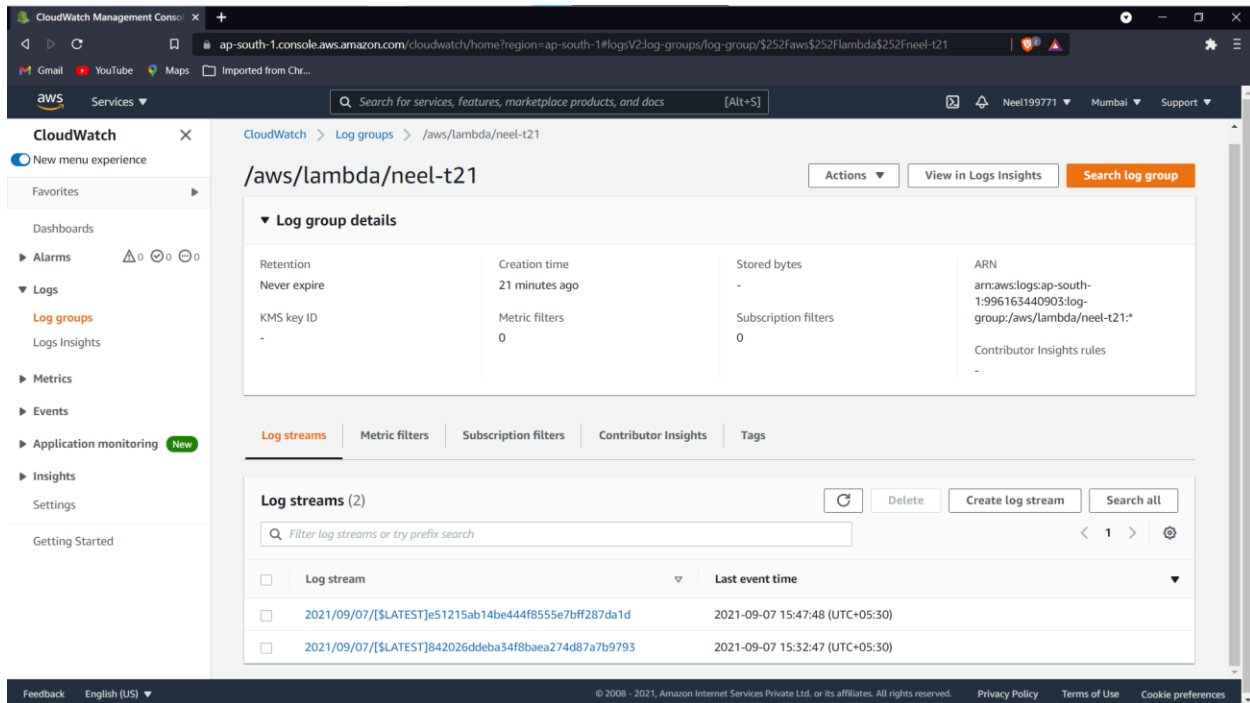 CloudWatch Management Consol
ap-south-1.console.aws.amazon.com/cloudwatch/home?region=ap-south-1#logsV2:log-groups/log-group/$252Faws$252Flambda$252Fneel-t21
Gmail YouTube Maps Imported from Chr...
aws Services Search for services, features, marketplace products, and docs [Alt+S] Neel199771 Mumbai Support
CloudWatch
New menu experience
Favorites
Dashboards
Alarms 0 0 0
Logs
Log groups
Logs Insights
Metrics
Events
Application monitoring New
Insights
Settings
Getting Started
CloudWatch > Log groups > /aws/lambda/neel-t21
/aws/lambda/neel-t21
Actions View in Logs Insights Search log group
Log group details
Retention
Never expire
KMS key ID
-
Creation time
21 minutes ago
Metric filters
0
Stored bytes
-
Subscription filters
0
ARN
arn:aws:logs:ap-south-
1:996163440903:log-
group:/aws/lambda/neel-t21:*
Contributor Insights rules
-
Log streams Metric filters Subscription filters Contributor Insights Tags
Log streams (2)
Delete Create log stream Search all
Filter log streams or try prefix search
< 1 >
Log stream Last event time
2021/09/07/[$LATEST]e51215ab14be444f8555e7bff287da1d 2021-09-07 15:47:48 (UTC+05:30)
2021/09/07/[$LATEST]842026ddeba34f8baea274d87a7b9793 2021-09-07 15:32:47 (UTC+05:30)
Feedback English (US) © 2008 - 2021, Amazon Internet Services Private Ltd. or its affiliates. All rights reserved. Privacy Policy Terms of Use Cookie preferences